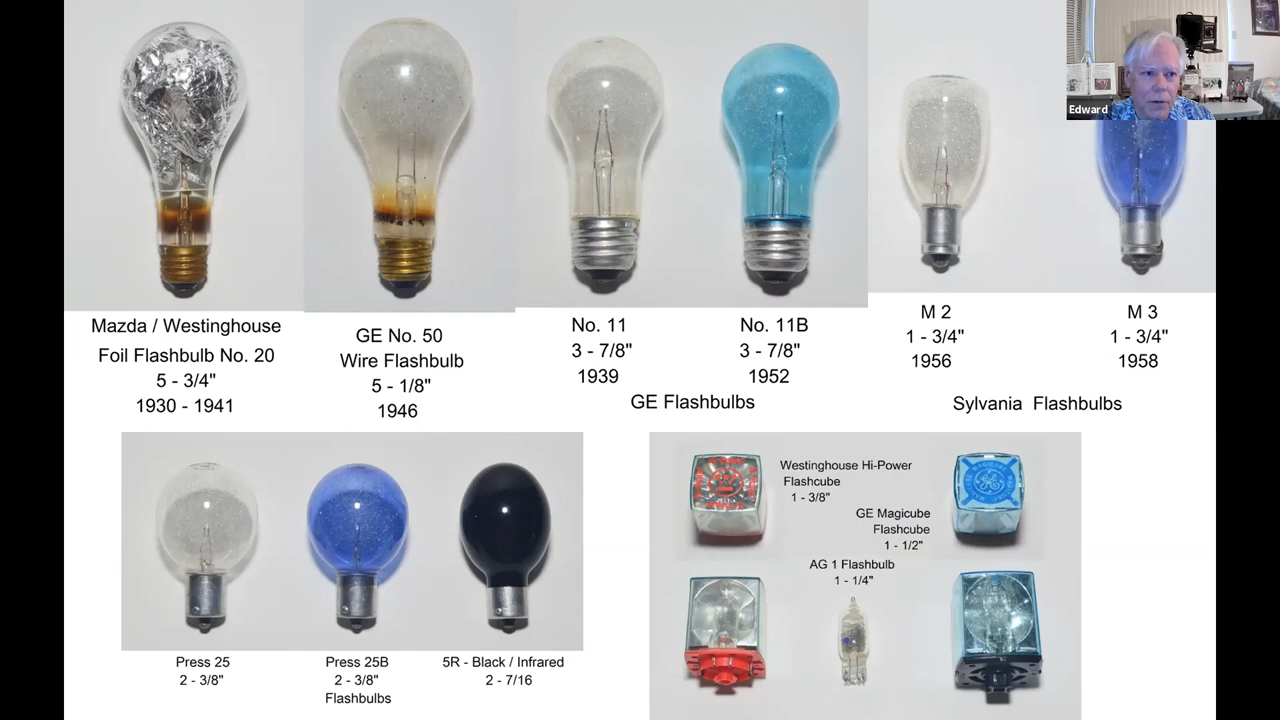 Edward
Mazda / Westinghouse
Foil Flashbulb No. 20
5 - 3/4"
1930 - 1941
GE No. 50
Wire Flashbulb
5 - 1/8"
1946
No. 11
3 - 7/8"
1939
No. 11B
3 - 7/8"
1952
GE Flashbulbs
M 2
1 - 3/4"
1956
M 3
1 - 3/4"
1958
Sylvania Flashbulbs
Press 25
2 - 3/8"
Press 25B
2 - 3/8"
Flashbulbs
5R - Black / Infrared
2 - 7/16
Westinghouse Hi-Power
Flashcube
1 - 3/8"
GE Magicube
Flashcube
1 - 1/2"
AG 1 Flashbulb
1 - 1/4"